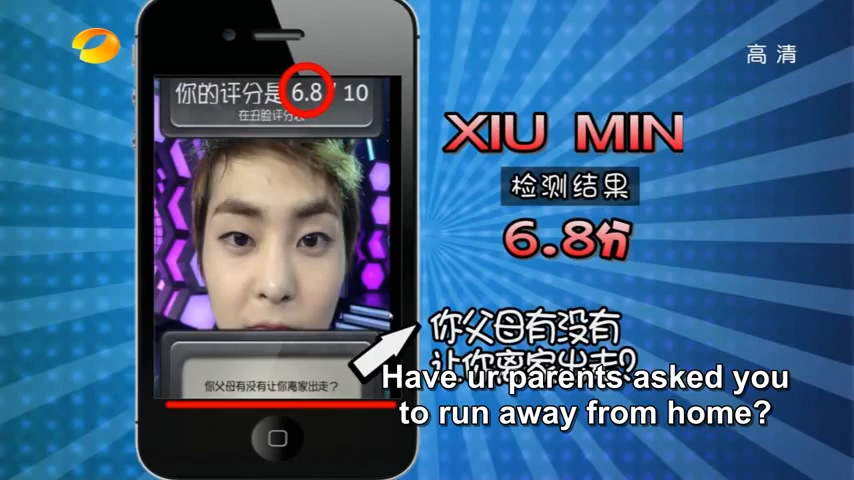 高清
你的评分是 6.8 / 10
在丑脸评分表
XIU MIN
检测结果
6.8分
你父母有没有
让你离家出走?
你父母有没有让你离家出走?
Have ur parents asked you
to run away from home?